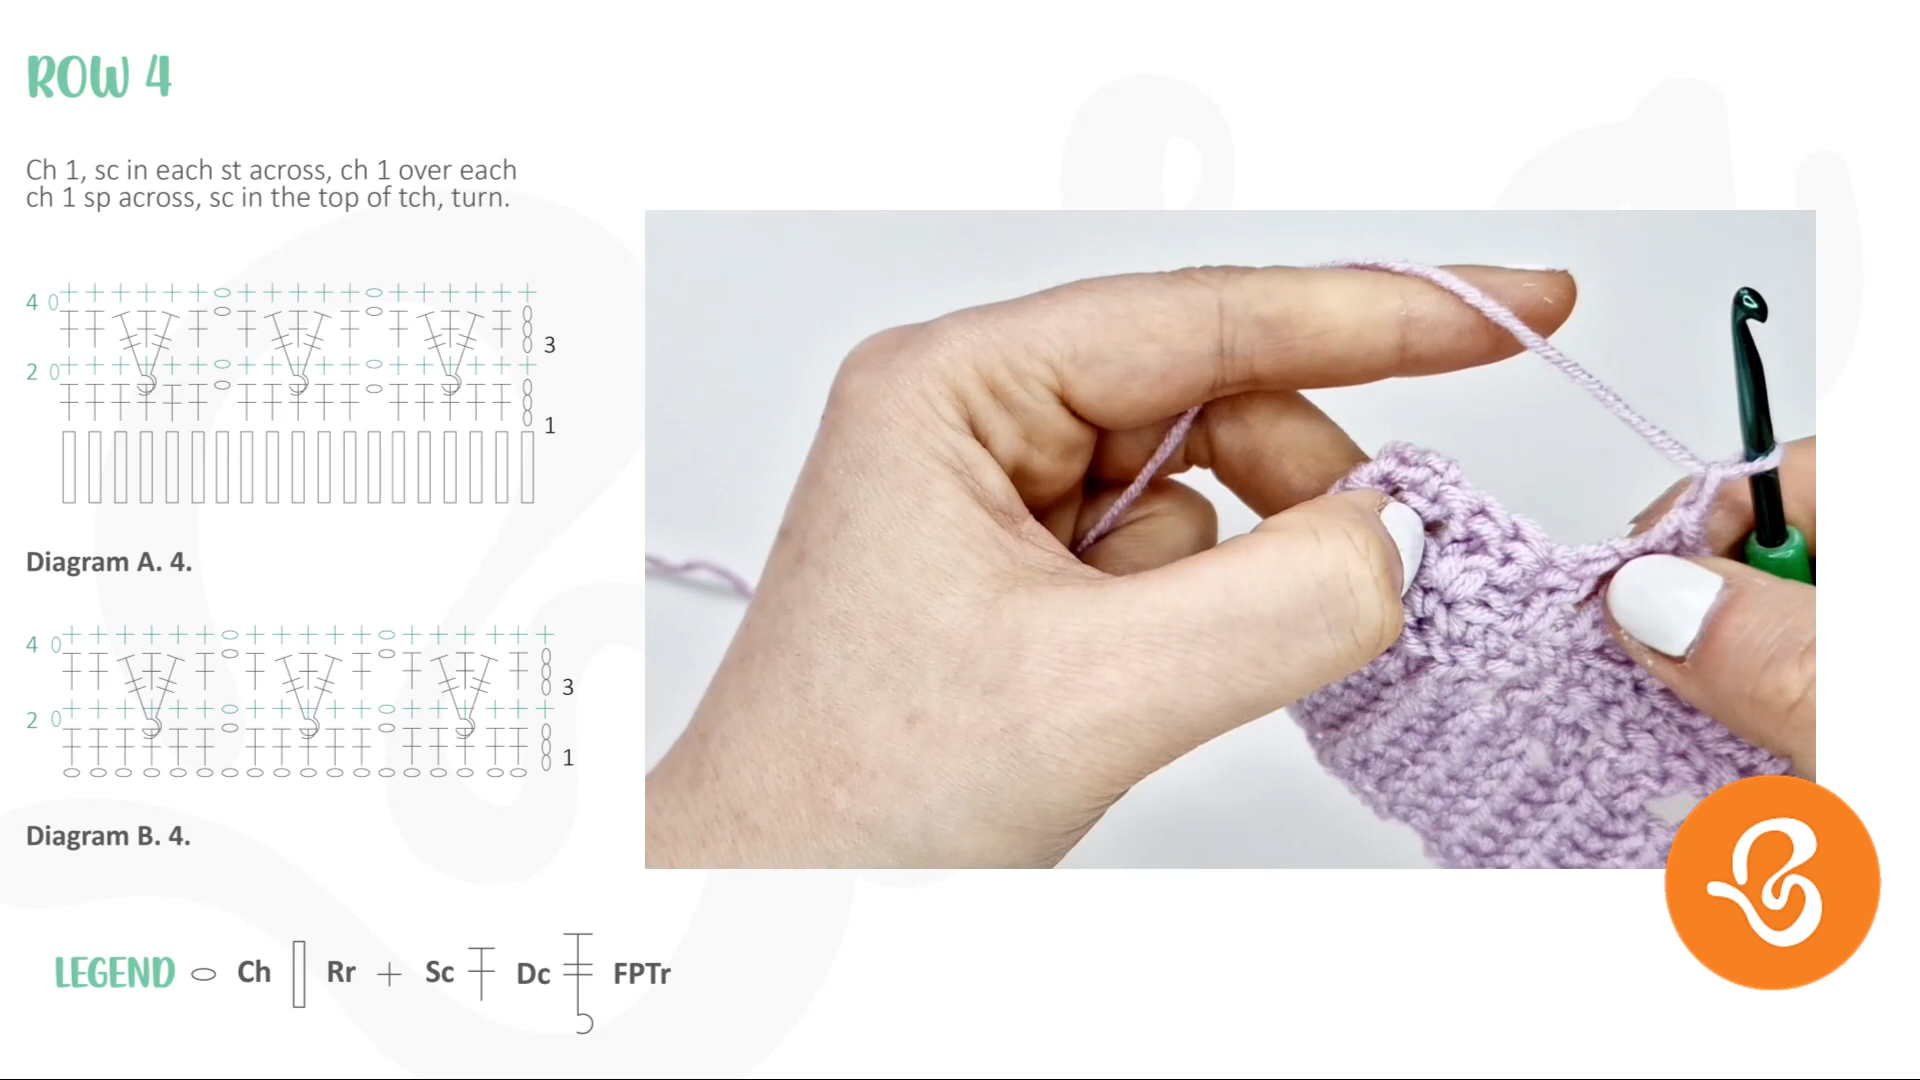 ROW 4
Ch 1, sc in each st across, ch 1 over each
ch 1 sp across, sc in the top of tch, turn.
4
3
2
1
Diagram A. 4.
4
3
2
1
Diagram B. 4.
LEGEND Ch Rr Sc Dc FPTr